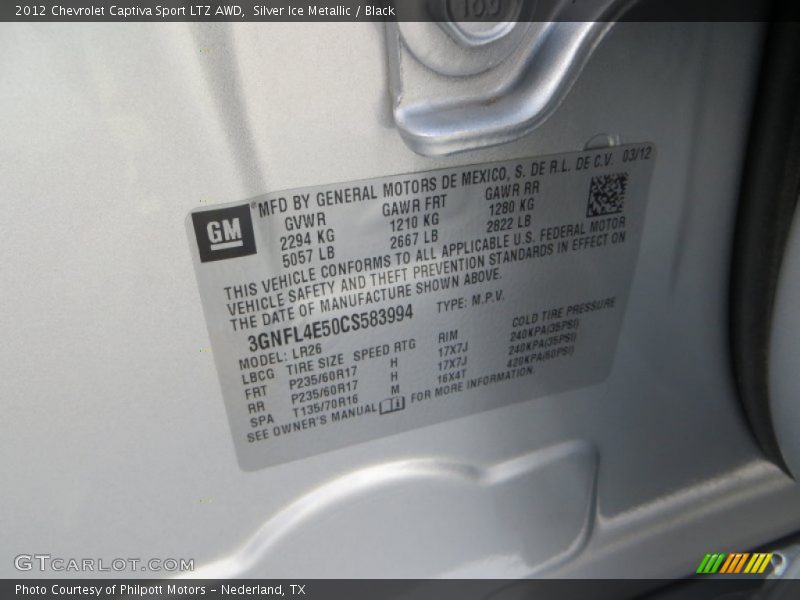 2012 Chevrolet Captiva Sport LTZ AWD,  Silver Ice Metallic / Black
109
GM
®MFD BY GENERAL MOTORS DE MEXICO, S. DE R.L. DE C.V. 03/12
GVWR GAWR FRT GAWR RR
2294 KG 1210 KG 1280 KG
5057 LB 2667 LB 2822 LB
THIS VEHICLE CONFORMS TO ALL APPLICABLE U.S. FEDERAL MOTOR
VEHICLE SAFETY AND THEFT PREVENTION STANDARDS IN EFFECT ON
THE DATE OF MANUFACTURE SHOWN ABOVE.
3GNFL4E50CS583994 TYPE: M.P.V.
MODEL: LR26
LBCG TIRE SIZE SPEED RTG RIM COLD TIRE PRESSURE
FRT P235/60R17 H 17X7J 240KPA(35PSI)
RR P235/60R17 H 17X7J 240KPA(35PSI)
SPA T135/70R16 M 16X4T 420KPA(60PSI)
SEE OWNER'S MANUAL FOR MORE INFORMATION.
GTCARLOT.COM
Photo Courtesy of Philpott Motors - Nederland, TX